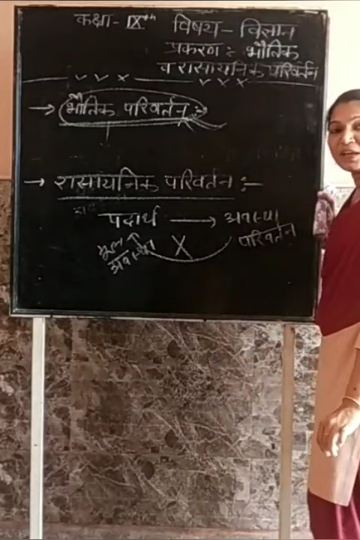 कक्षा- IXth विषय- विज्ञान
प्रकरण :- भौतिक
व रासायनिक परिवर्तन
→ भौतिक परिवर्तन :-
→ रासायनिक परिवर्तन :-
पदार्थ → अवस्था
परिवर्तन
अवस्था X